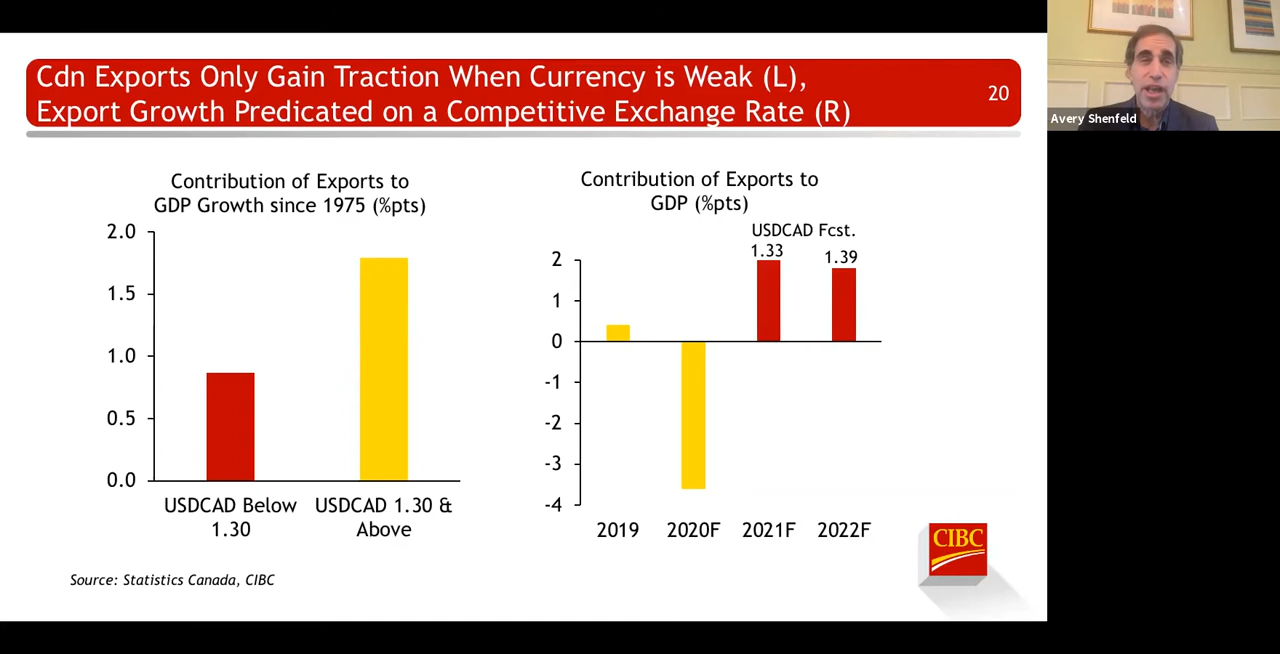 Cdn Exports Only Gain Traction When Currency is Weak (L),
Export Growth Predicated on a Competitive Exchange Rate (R)
20
Avery Shenfeld
Contribution of Exports to
GDP Growth since 1975 (%pts)
2.0
1.5
1.0
0.5
0.0
USDCAD Below
1.30
USDCAD 1.30 &
Above
Contribution of Exports to
GDP (%pts)
USDCAD Fcst.
1.33
1.39
2
1
0
-1
-2
-3
-4
2019
2020F
2021F
2022F
CIBC
Source: Statistics Canada, CIBC